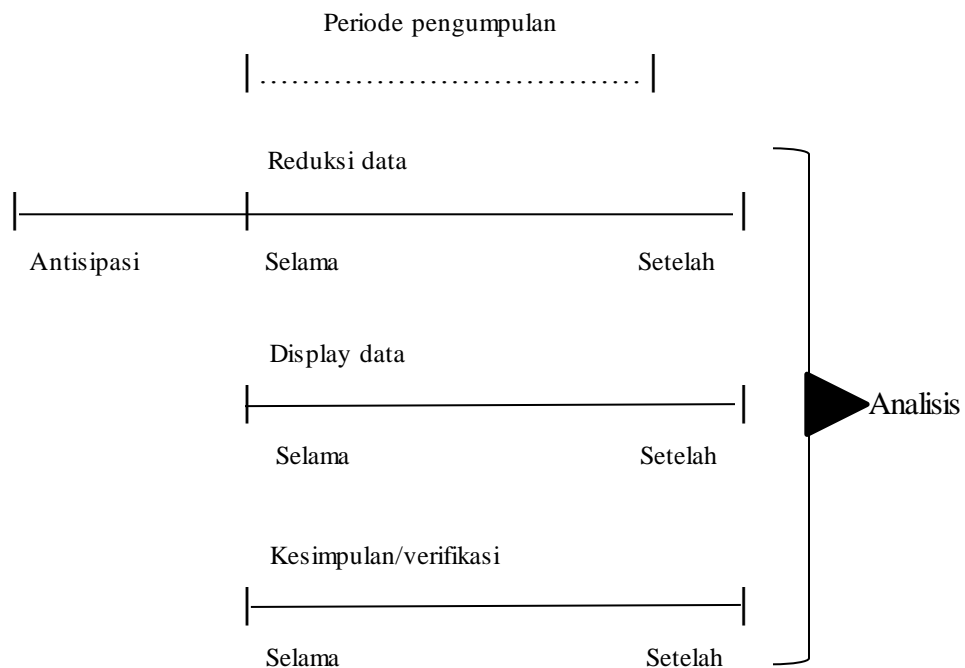 Periode pengumpulan
Reduksi data
Antisipasi Selama Setelah
Display data
Analisis
Selama Setelah
Kesimpulan/verifikasi
Selama Setelah